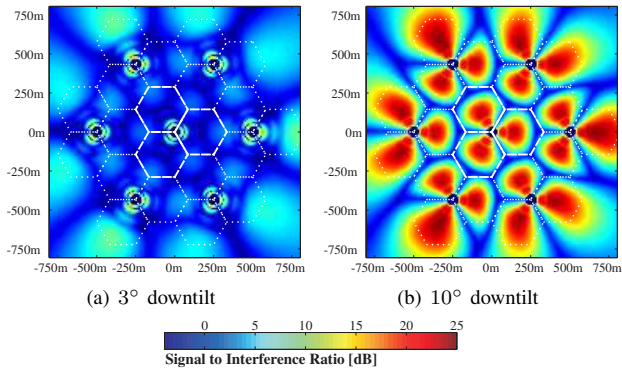 750m
500m
250m
0m
-250m
-500m
-750m
-750m -500m -250m 0m 250m 500m 750m
(a) 3° downtilt
750m
500m
250m
0m
-250m
-500m
-750m
-750m -500m -250m 0m 250m 500m 750m
(b) 10° downtilt
0 5 10 15 20 25
Signal to Interference Ratio [dB]